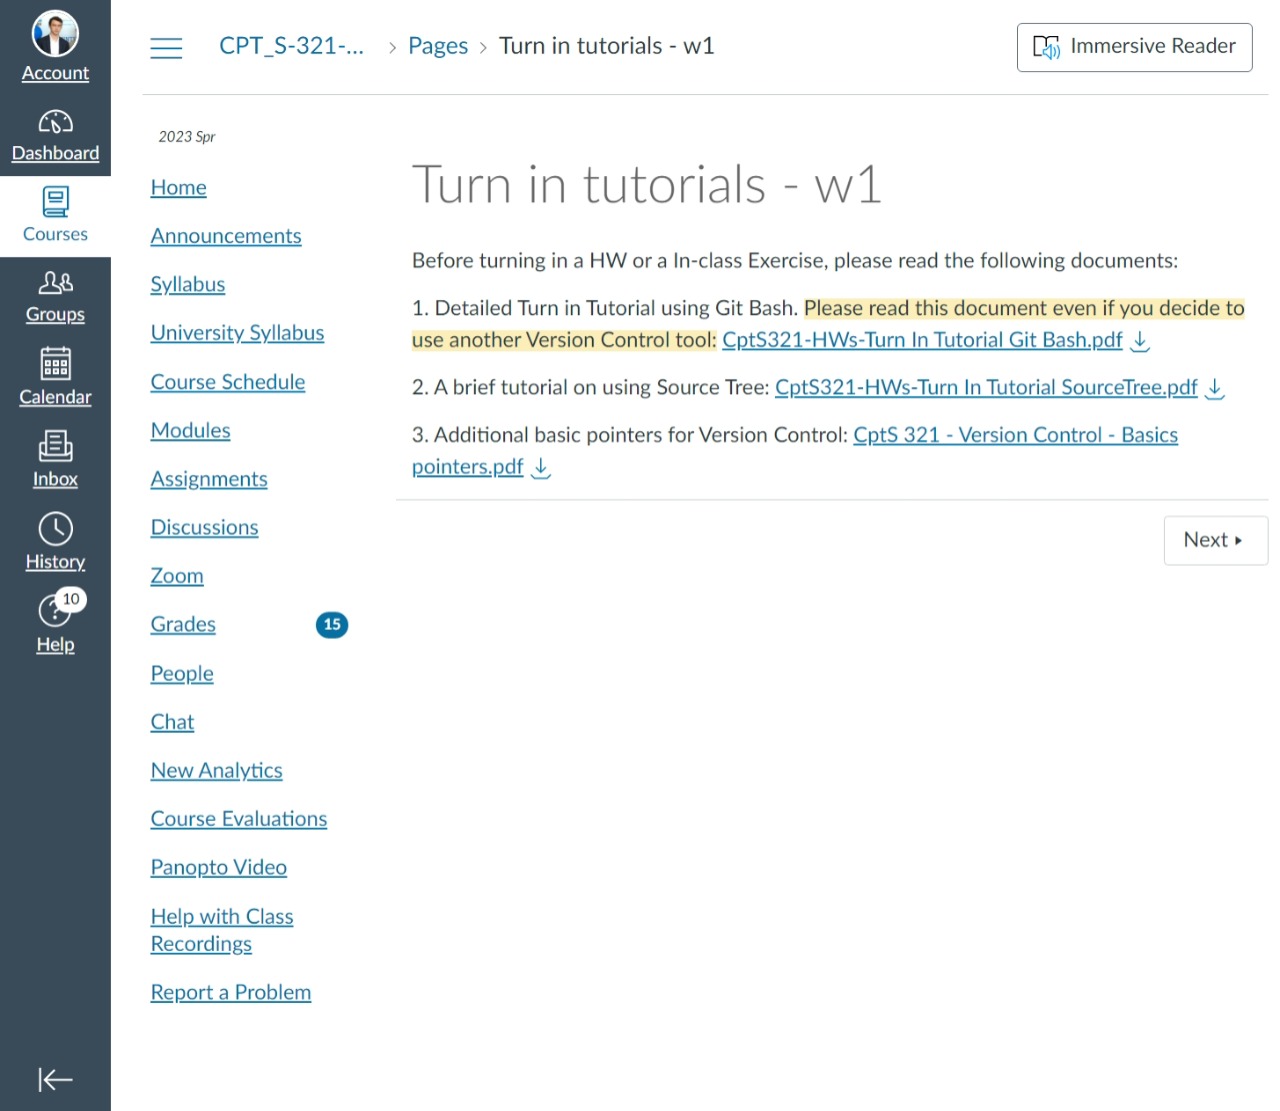 Account
Dashboard
Courses
Groups
Calendar
Inbox
History
10
Help
CPT_S-321-... › Pages › Turn in tutorials - w1
Immersive Reader
2023 Spr
Home
Announcements
Syllabus
University Syllabus
Course Schedule
Modules
Assignments
Discussions
Zoom
Grades 15
People
Chat
New Analytics
Course Evaluations
Panopto Video
Help with Class
Recordings
Report a Problem
Turn in tutorials - w1
Before turning in a HW or a In-class Exercise, please read the following documents:
1. Detailed Turn in Tutorial using Git Bash. Please read this document even if you decide to
use another Version Control tool: CptS321-HWs-Turn In Tutorial Git Bash.pdf
2. A brief tutorial on using Source Tree: CptS321-HWs-Turn In Tutorial SourceTree.pdf
3. Additional basic pointers for Version Control: CptS 321 - Version Control - Basics
pointers.pdf
Next